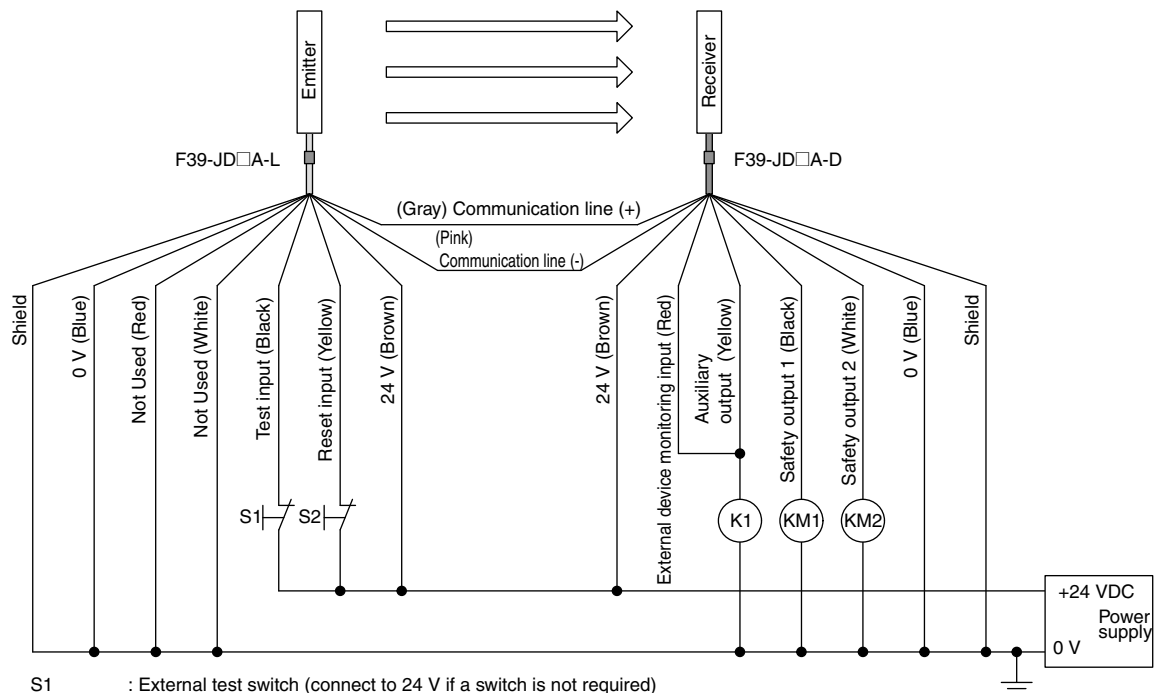 Emitter
Receiver
F39-JD□A-L
F39-JD□A-D
(Gray) Communication line (+)
(Pink)
Communication line (-)
Shield
0 V (Blue)
Not Used (Red)
Not Used (White)
Test input (Black)
Reset input (Yellow)
24 V (Brown)
24 V (Brown)
External device monitoring input (Red)
Auxiliary
output (Yellow)
Safety output 1 (Black)
Safety output 2 (White)
0 V (Blue)
Shield
S1
S2
K1
KM1
KM2
+24 VDC
Power
supply
0 V
S1 : External test switch (connect to 24 V if a switch is not required)